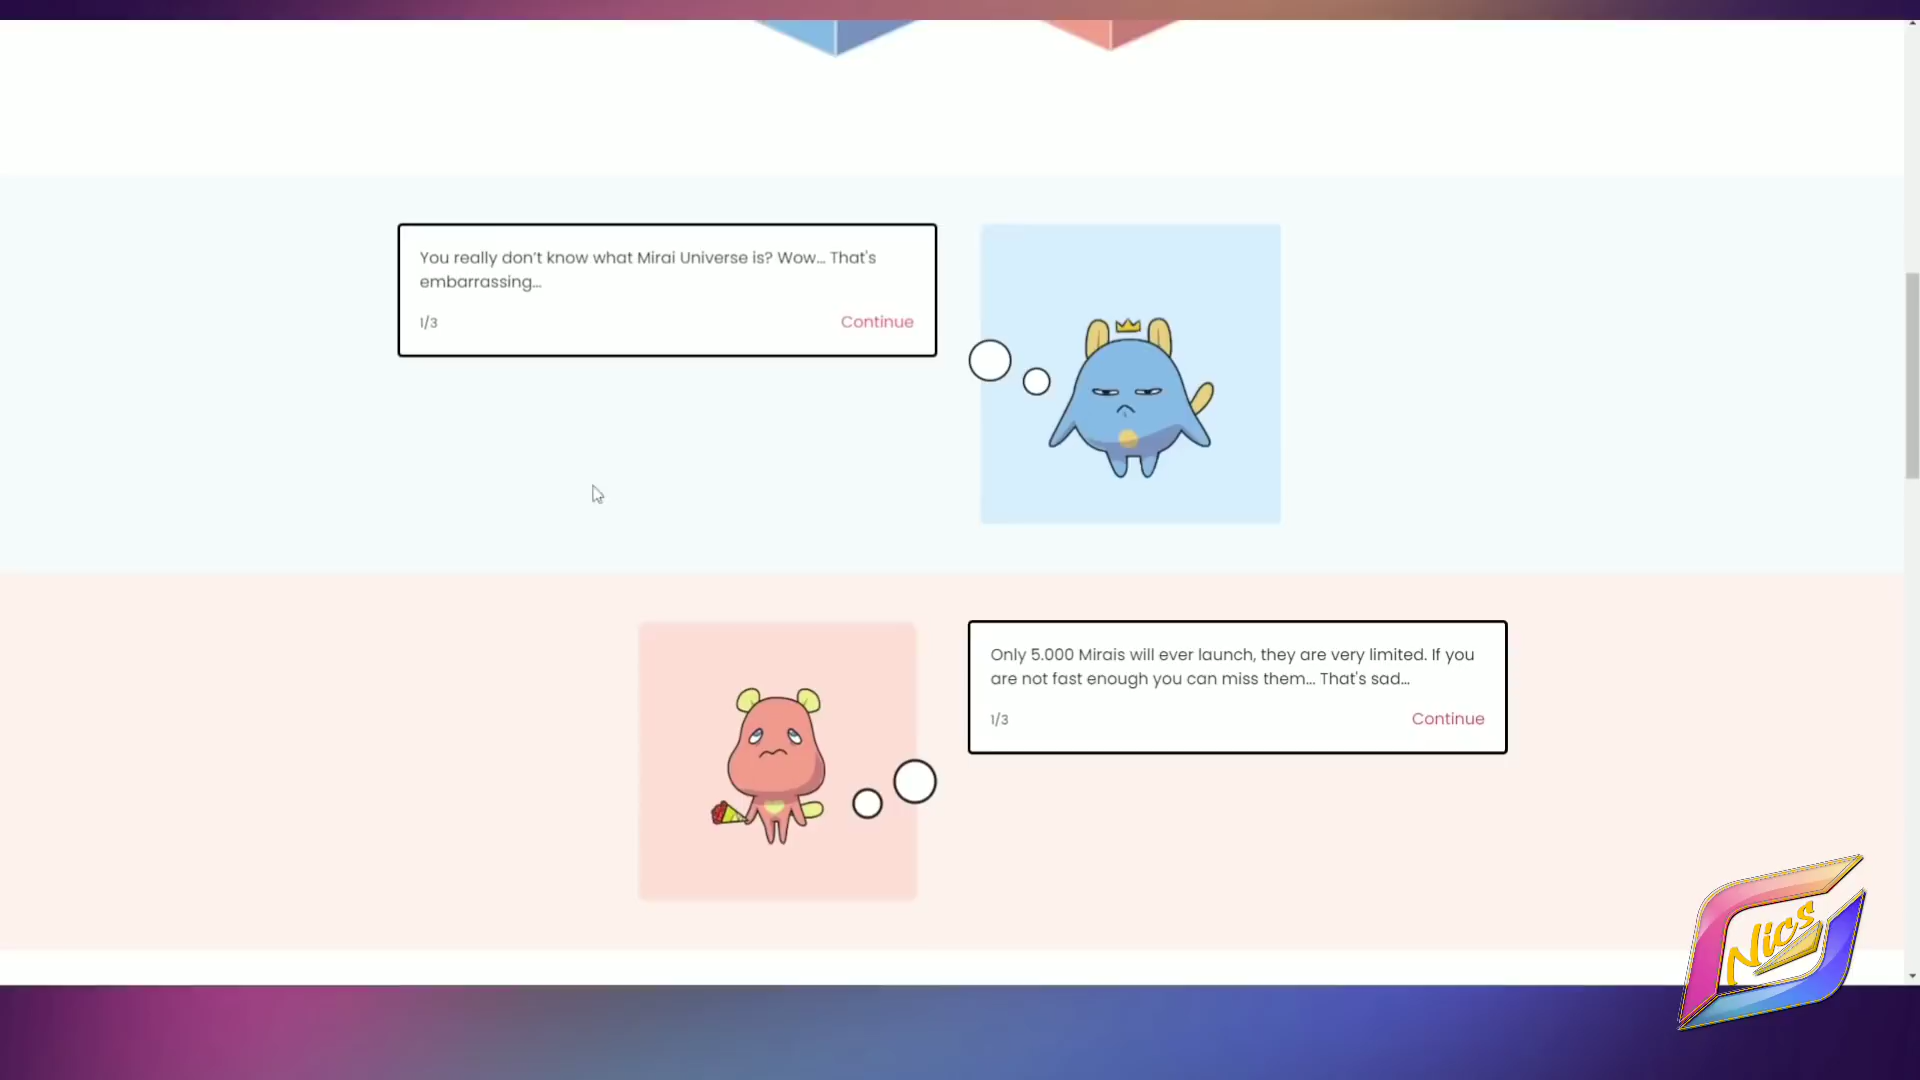 You really don't know what Mirai Universe is? Wow... That's
embarrassing...
1/3
Continue
Only 5.000 Mirais will ever launch, they are very limited. If you
are not fast enough you can miss them... That's sad...
1/3
Continue
Nics